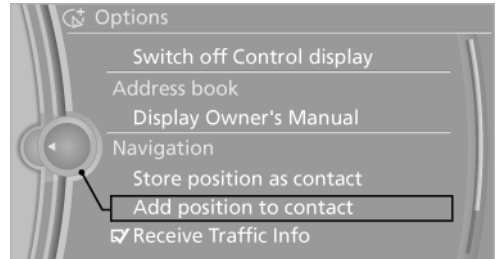 Options
Switch off Control display
Address book
Display Owner's Manual
Navigation
Store position as contact
Add position to contact
Receive Traffic Info